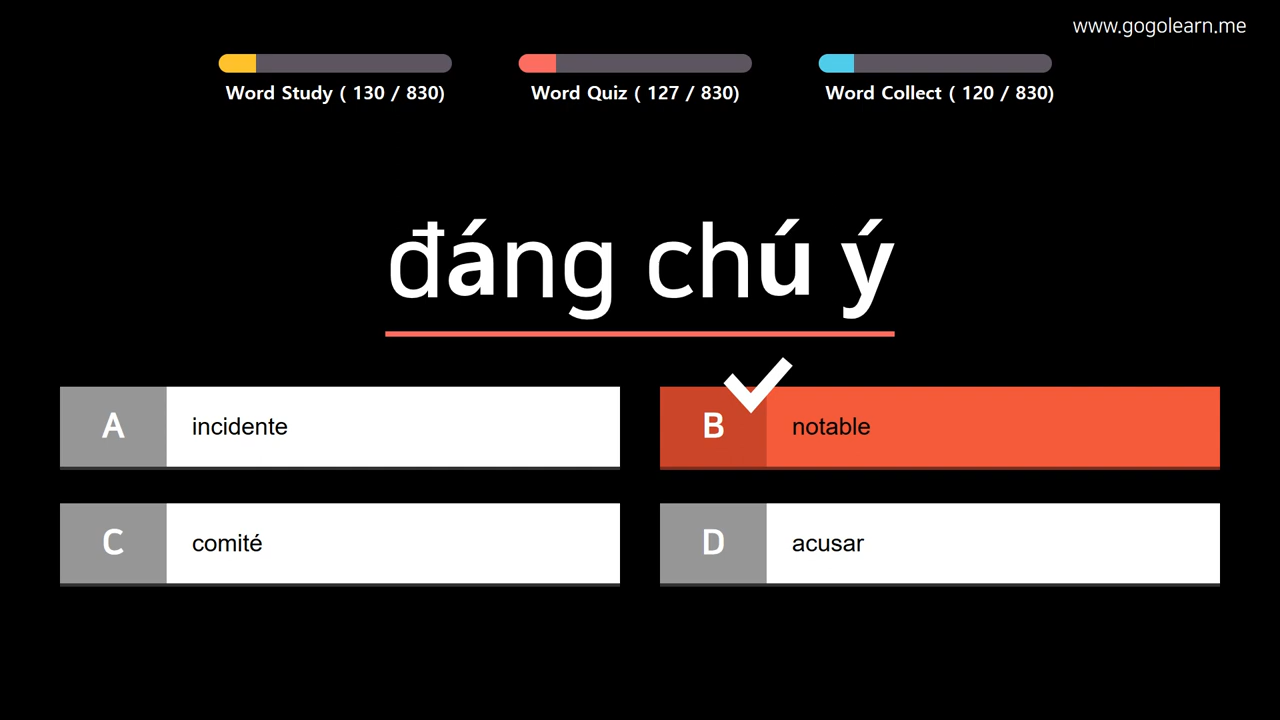 www.gogolearn.me
Word Study ( 130 / 830)
Word Quiz ( 127 / 830)
Word Collect ( 120 / 830)
đáng chú ý
A incidente
B notable
C comité
D acusar